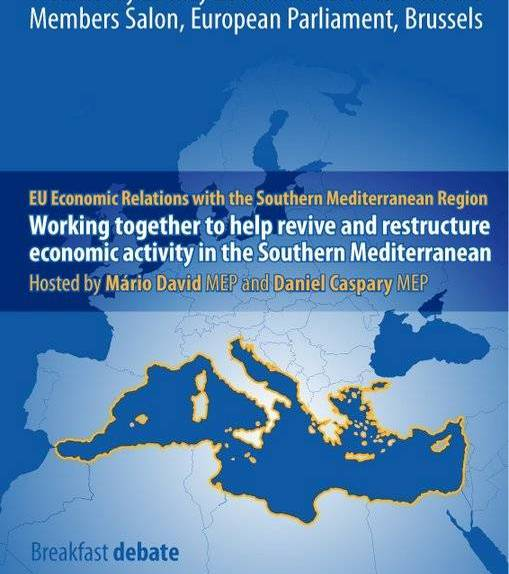 Members Salon, European Parliament, Brussels
EU Economic Relations with the Southern Mediterranean Region
Working together to help revive and restructure
economic activity in the Southern Mediterranean
Hosted by Mário David MEP and Daniel Caspary MEP
Breakfast debate